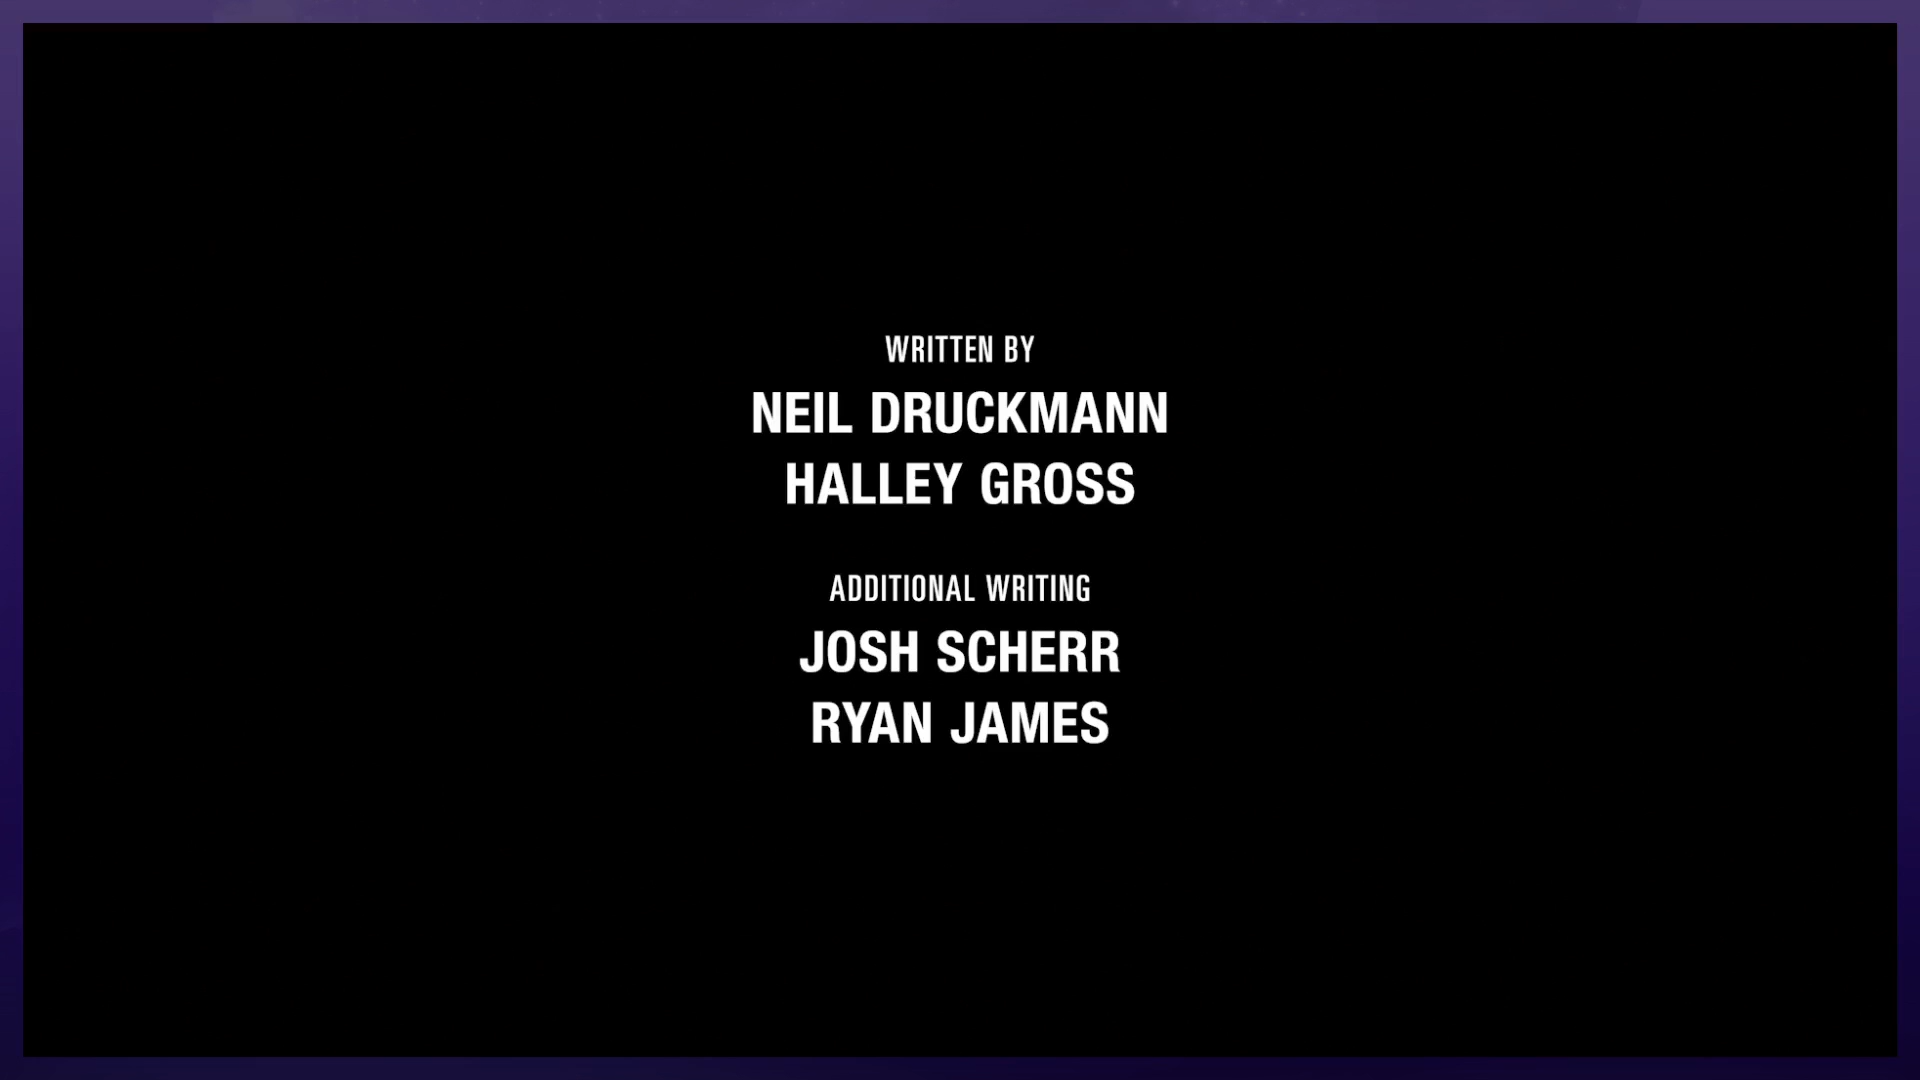 WRITTEN BY
NEIL DRUCKMANN
HALLEY GROSS
ADDITIONAL WRITING
JOSH SCHERR
RYAN JAMES